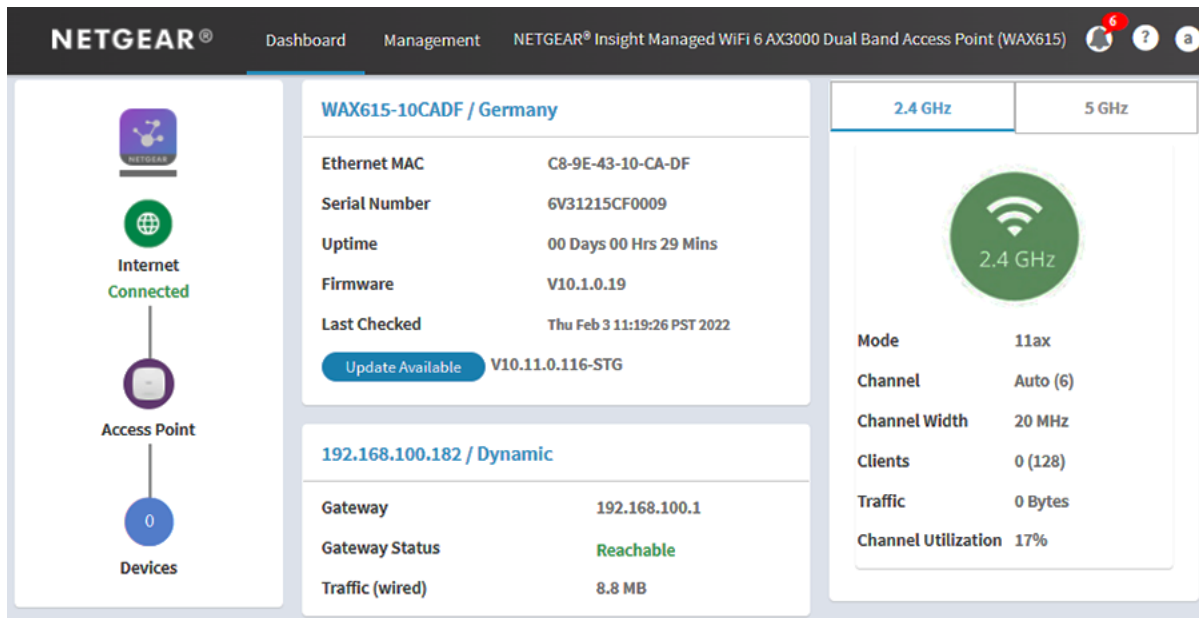 NETGEAR® Dashboard Management NETGEAR® Insight Managed WiFi 6 AX3000 Dual Band Access Point (WAX615) 6 ? a
NETGEAR
Internet
Connected
Access Point
0
Devices
WAX615-10CADF / Germany
Ethernet MAC C8-9E-43-10-CA-DF
Serial Number 6V31215CF0009
Uptime 00 Days 00 Hrs 29 Mins
Firmware V10.1.0.19
Last Checked Thu Feb 3 11:19:26 PST 2022
Update Available V10.11.0.116-STG
192.168.100.182 / Dynamic
Gateway 192.168.100.1
Gateway Status Reachable
Traffic (wired) 8.8 MB
2.4 GHz 5 GHz
2.4 GHz
Mode 11ax
Channel Auto (6)
Channel Width 20 MHz
Clients 0 (128)
Traffic 0 Bytes
Channel Utilization 17%